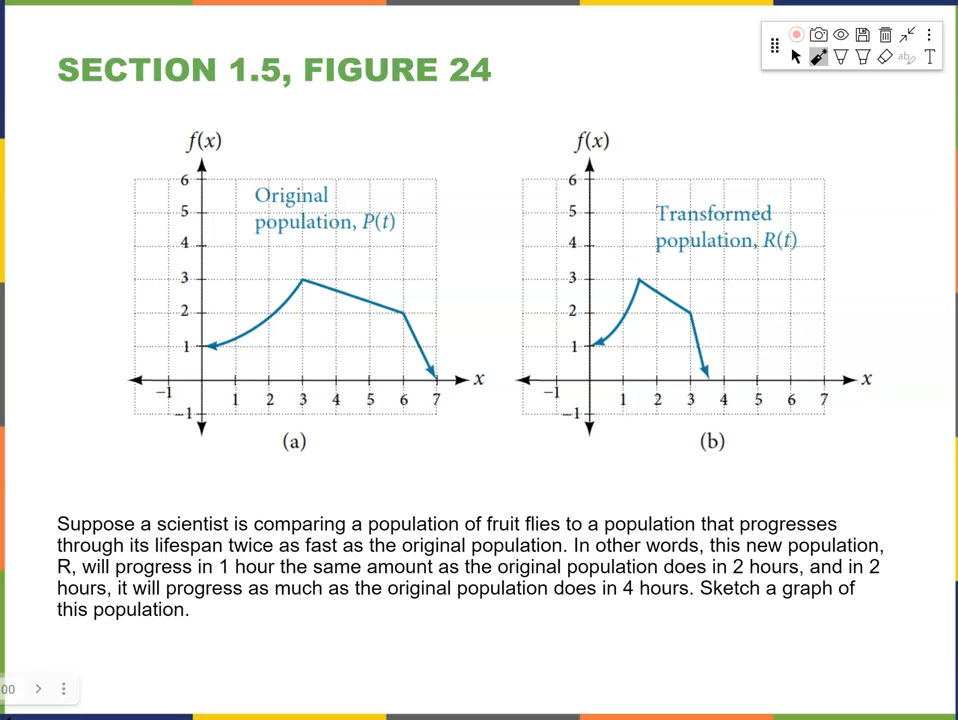 SECTION 1.5, FIGURE 24
f(x)
6
5
4
3
2
1
−1
−1
1
2
3
4
5
6
7
x
Original
population, P(t)
(a)
f(x)
6
5
4
3
2
1
−1
−1
1
2
3
4
5
6
7
x
Transformed
population, R(t)
(b)
Suppose a scientist is comparing a population of fruit flies to a population that progresses
through its lifespan twice as fast as the original population. In other words, this new population,
R, will progress in 1 hour the same amount as the original population does in 2 hours, and in 2
hours, it will progress as much as the original population does in 4 hours. Sketch a graph of
this population.
00
ab
T